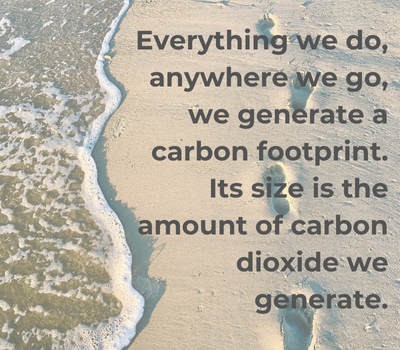 Everything we do,
anywhere we go,
we generate a
carbon footprint.
Its size is the
amount of carbon
dioxide we
generate.